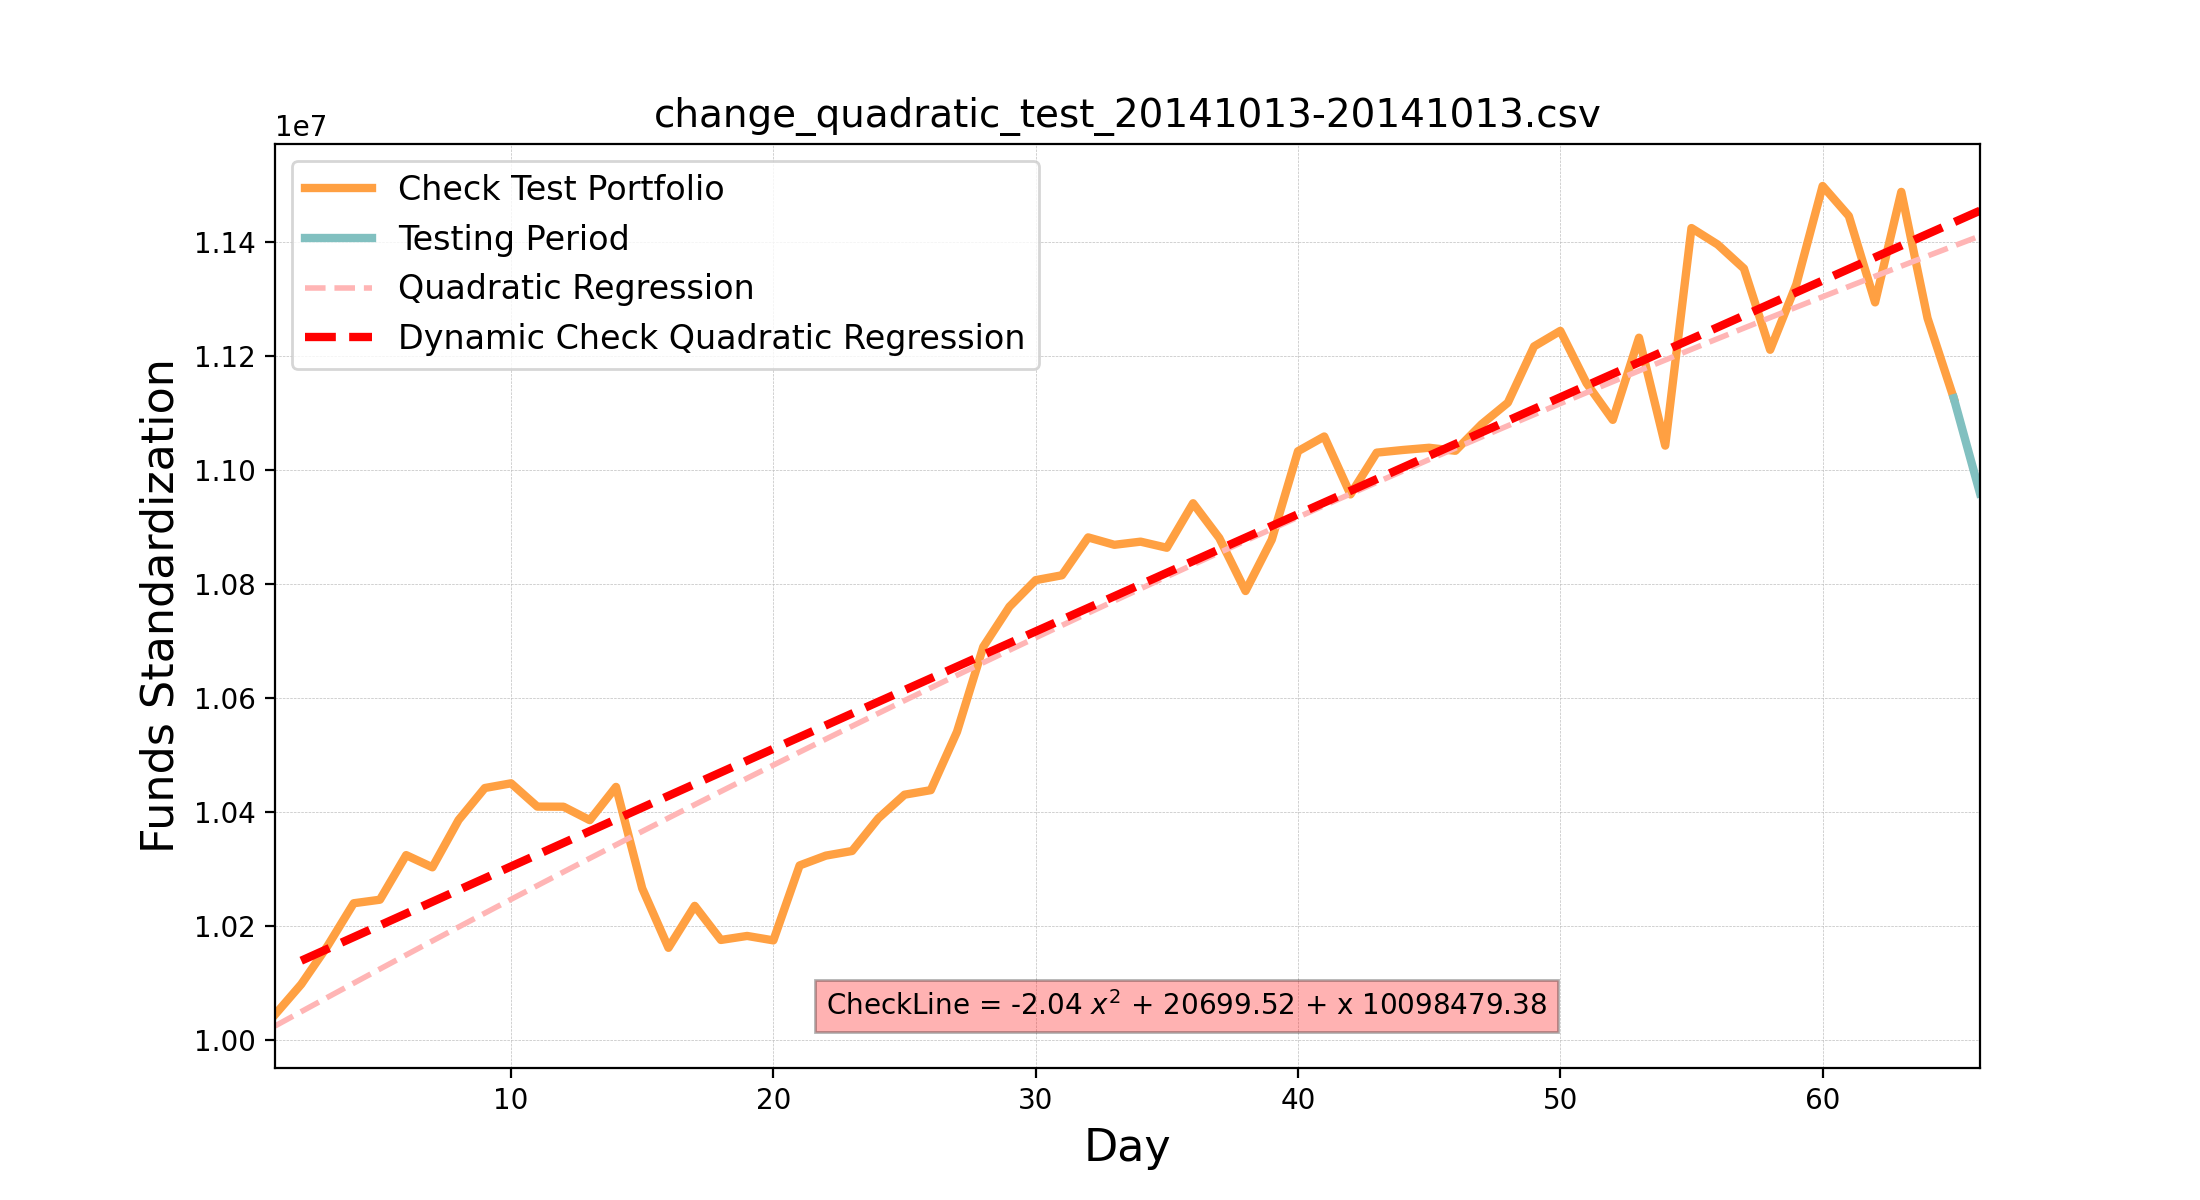 change_quadratic_test_20141013-20141013.csv
1e7
Check Test Portfolio
Testing Period
Quadratic Regression
Dynamic Check Quadratic Regression
1.14
1.12
1.10
1.08
1.06
1.04
1.02
1.00
Funds Standardization
CheckLine = -2.04 x² + 20699.52 + x 10098479.38
10 20 30 40 50 60
Day